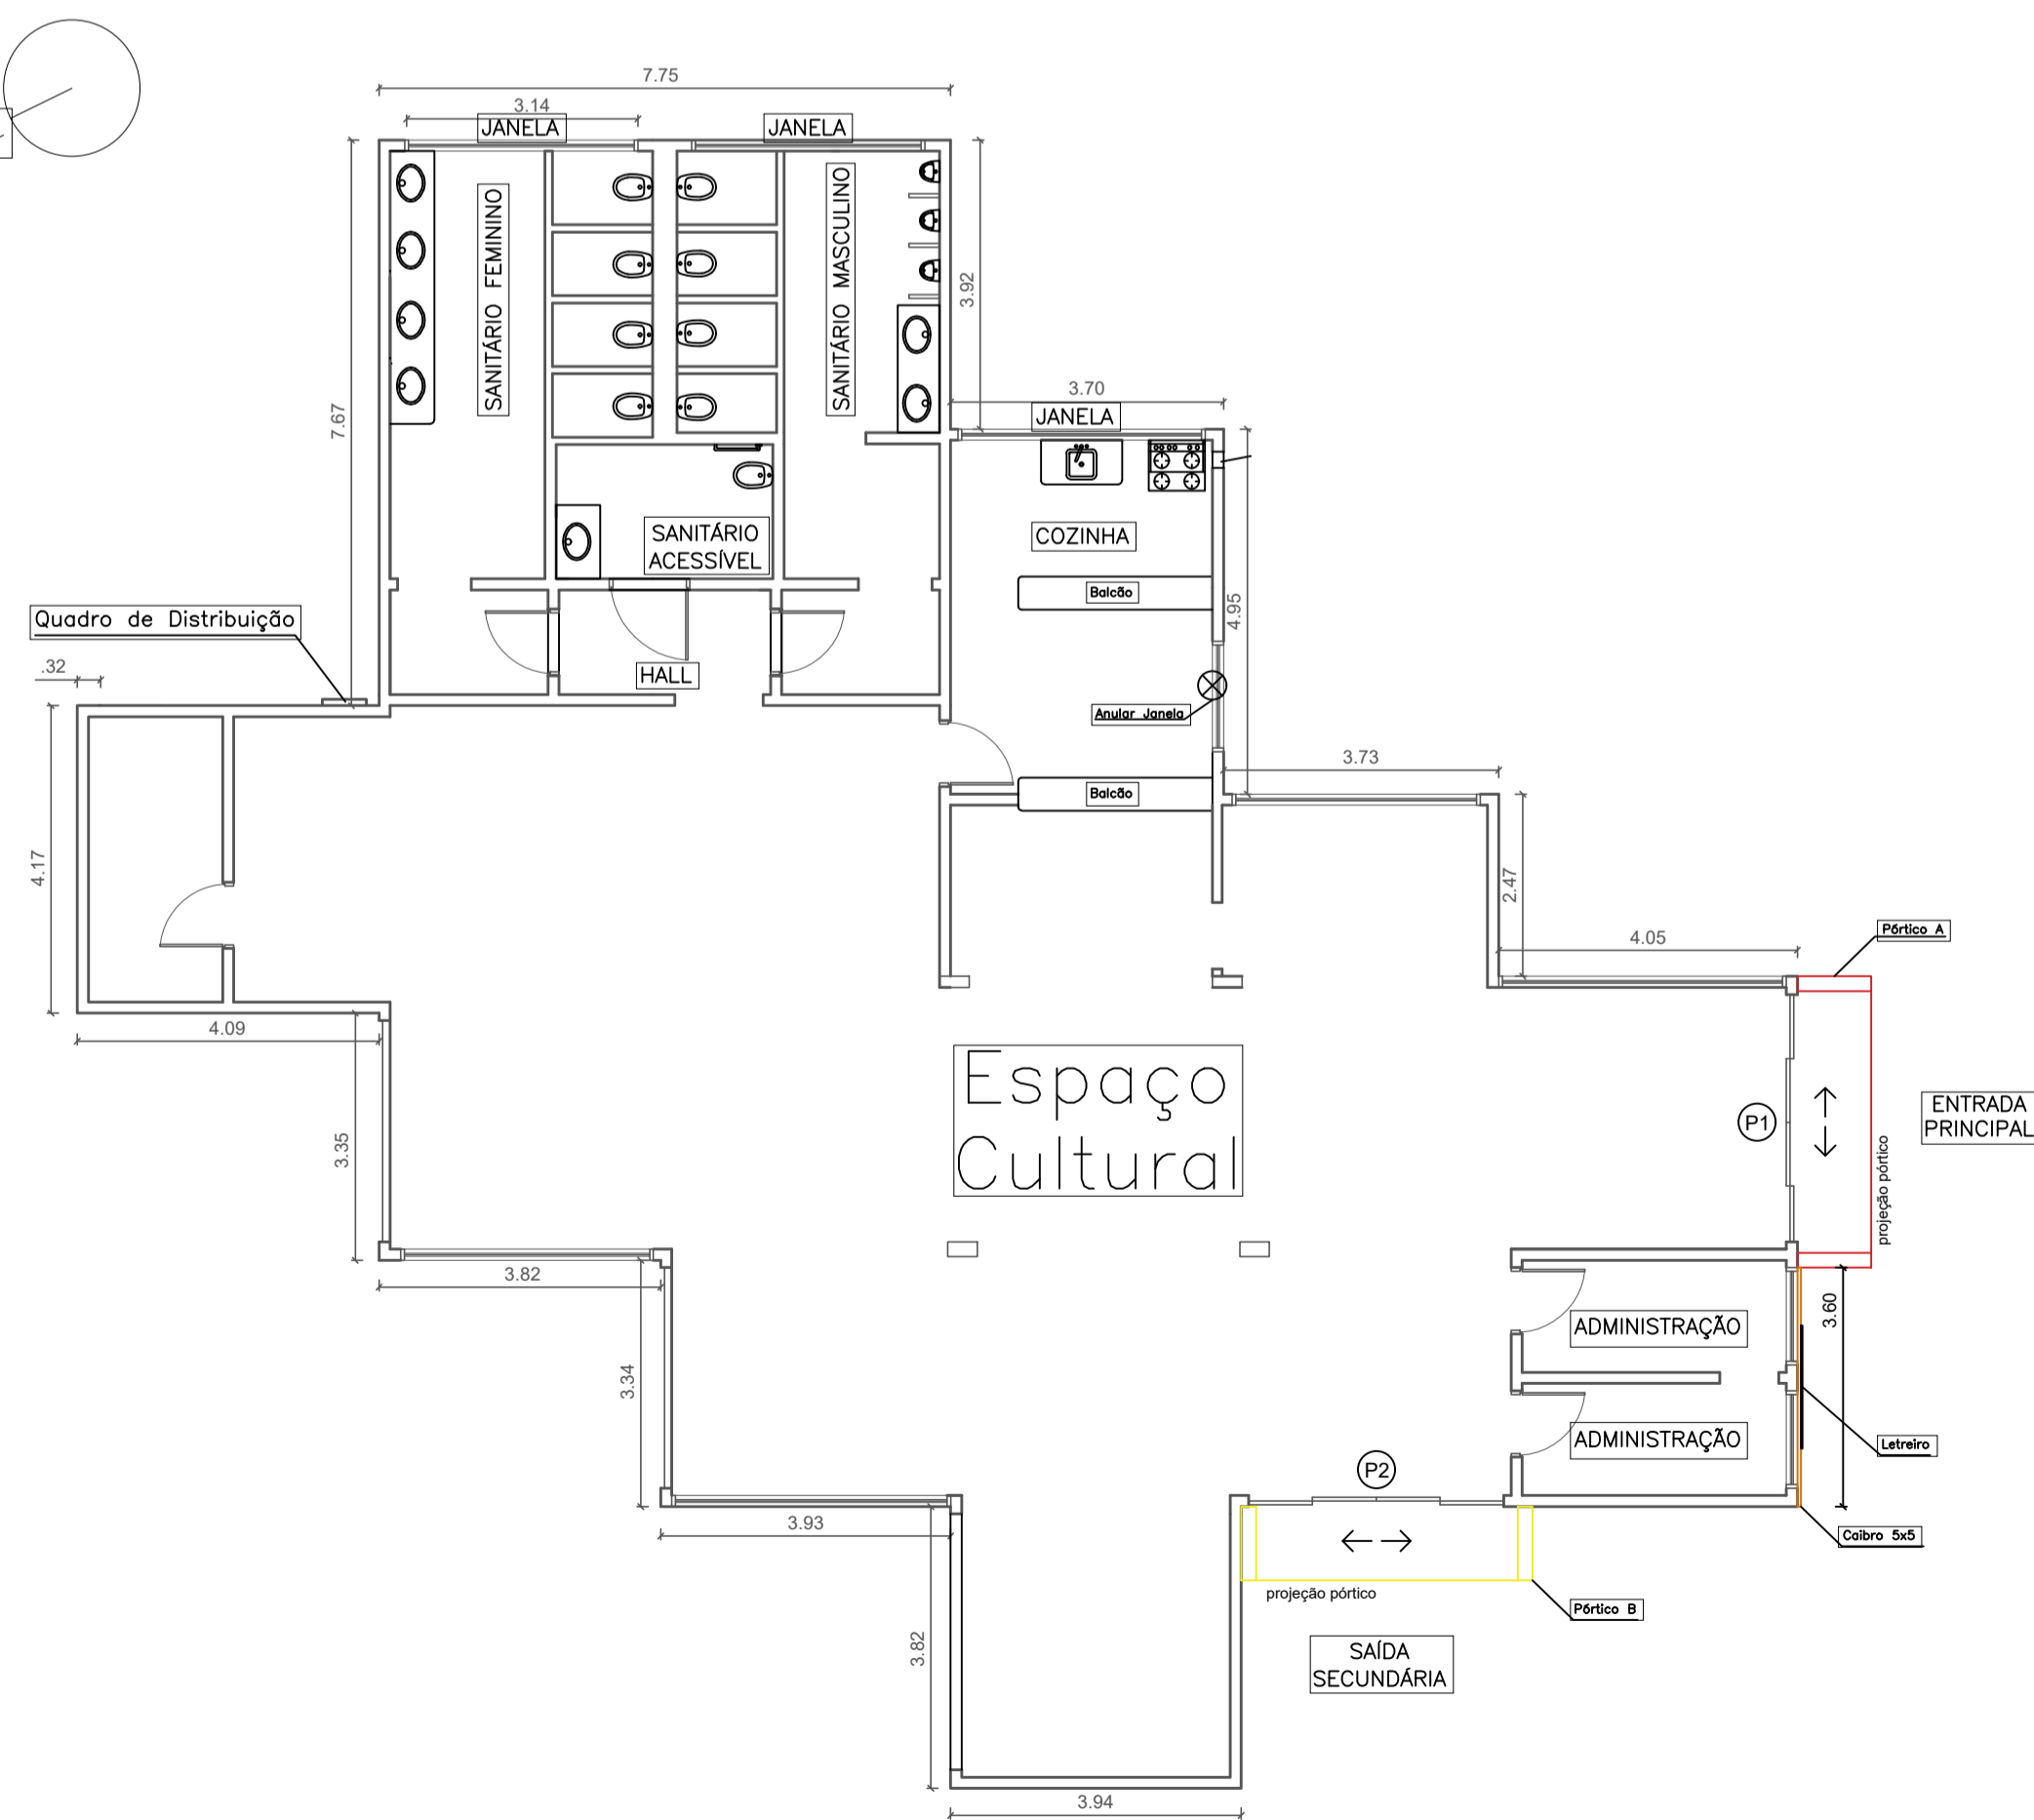 7.75
3.14
JANELA
JANELA
SANITÁRIO FEMININO
SANITÁRIO MASCULINO
3.92
7.67
3.70
JANELA
COZINHA
SANITÁRIO
ACESSÍVEL
Balcão
4.95
Quadro de Distribuição
.32
HALL
Anular Janela
3.73
Balcão
4.17
2.47
4.05
Pórtico A
4.09
Espaço
Cultural
P1
ENTRADA
PRINCIPAL
projeção pórtico
3.35
3.82
3.60
ADMINISTRAÇÃO
3.34
ADMINISTRAÇÃO
Letreiro
P2
3.93
Caibro 5x5
projeção pórtico
Pórtico B
3.82
SAÍDA
SECUNDÁRIA
3.94